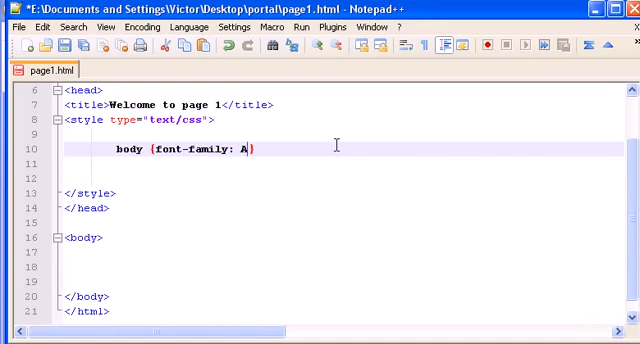 *E:\Documents and Settings\Victor\Desktop\portal\page1.html - Notepad++
File Edit Search View Encoding Language Settings Macro Run Plugins Window X
page1.html
6 <head>
7 <title>Welcome to page 1</title>
8 <style type="text/css">
9
10 body {font-family: A}
11
12
13 </style>
14 </head>
15
16 <body>
17
18
19
20 </body>
21 </html>